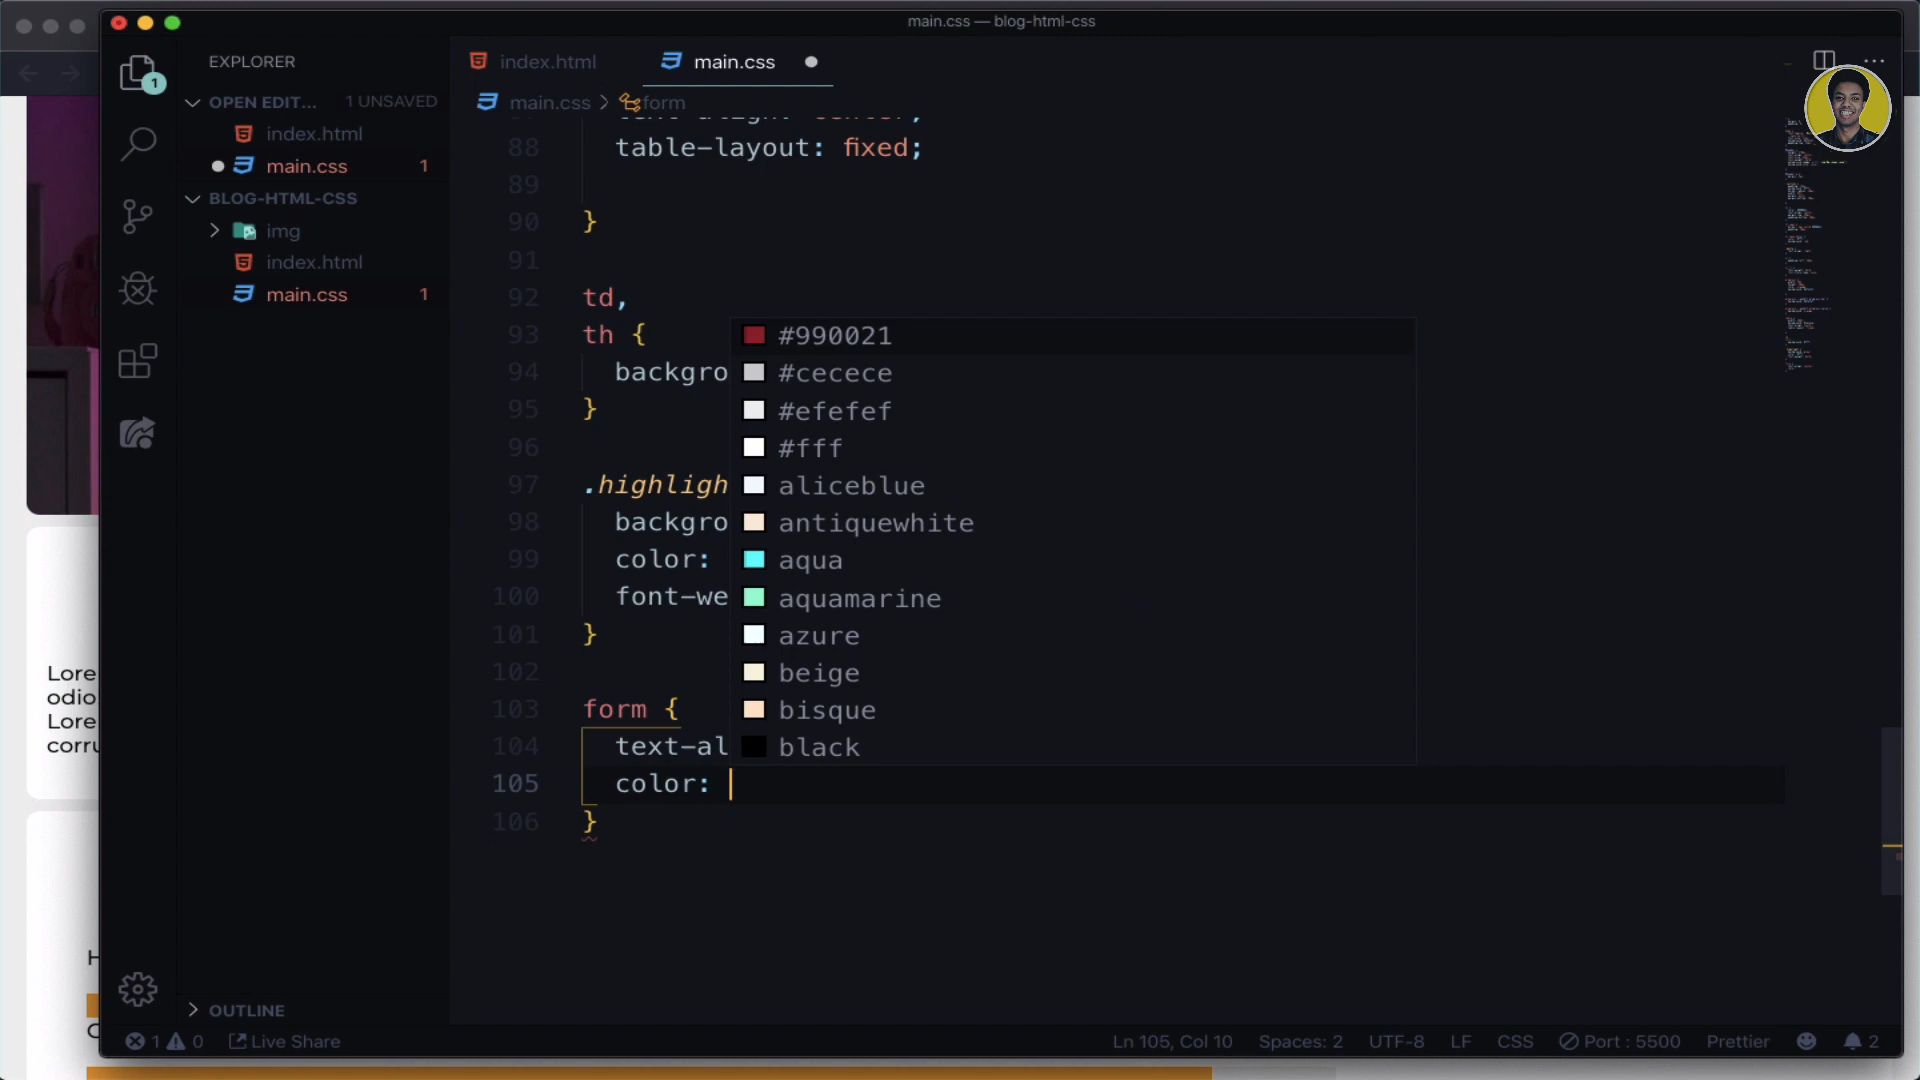 main.css — blog-html-css
EXPLORER
OPEN EDIT... 1 UNSAVED
index.html
main.css 1
BLOG-HTML-CSS
img
index.html
main.css 1
OUTLINE
index.html
main.css
main.css > form
88 table-layout: fixed;
89
90 }
91
92 td,
93 th {
94 backgro
95 }
96
97 .highligh
98 backgro
99 color:
100 font-we
101 }
102
103 form {
104 text-al
105 color:
106 }
#990021
#cecece
#efefef
#fff
aliceblue
antiquewhite
aqua
aquamarine
azure
beige
bisque
black
Lore
odio
Lore
corru
H
1 0 Live Share
Ln 105, Col 10 Spaces: 2 UTF-8 LF CSS Port : 5500 Prettier 2
1